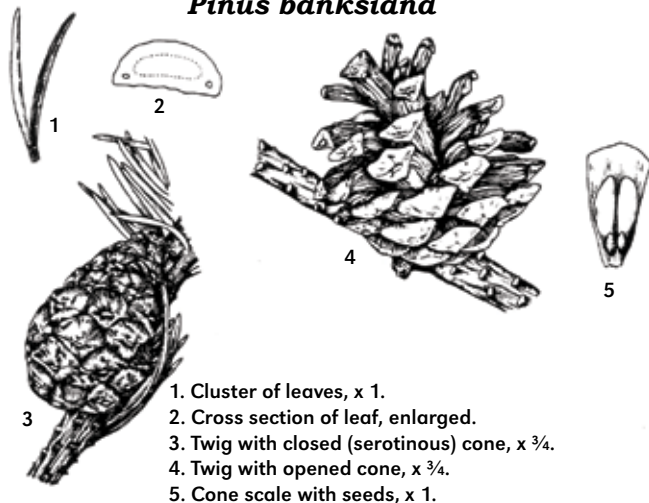 Pinus banksiana
1
2
3
4
5
1. Cluster of leaves, x 1.
2. Cross section of leaf, enlarged.
3. Twig with closed (serotinous) cone, x ¾.
4. Twig with opened cone, x ¾.
5. Cone scale with seeds, x 1.